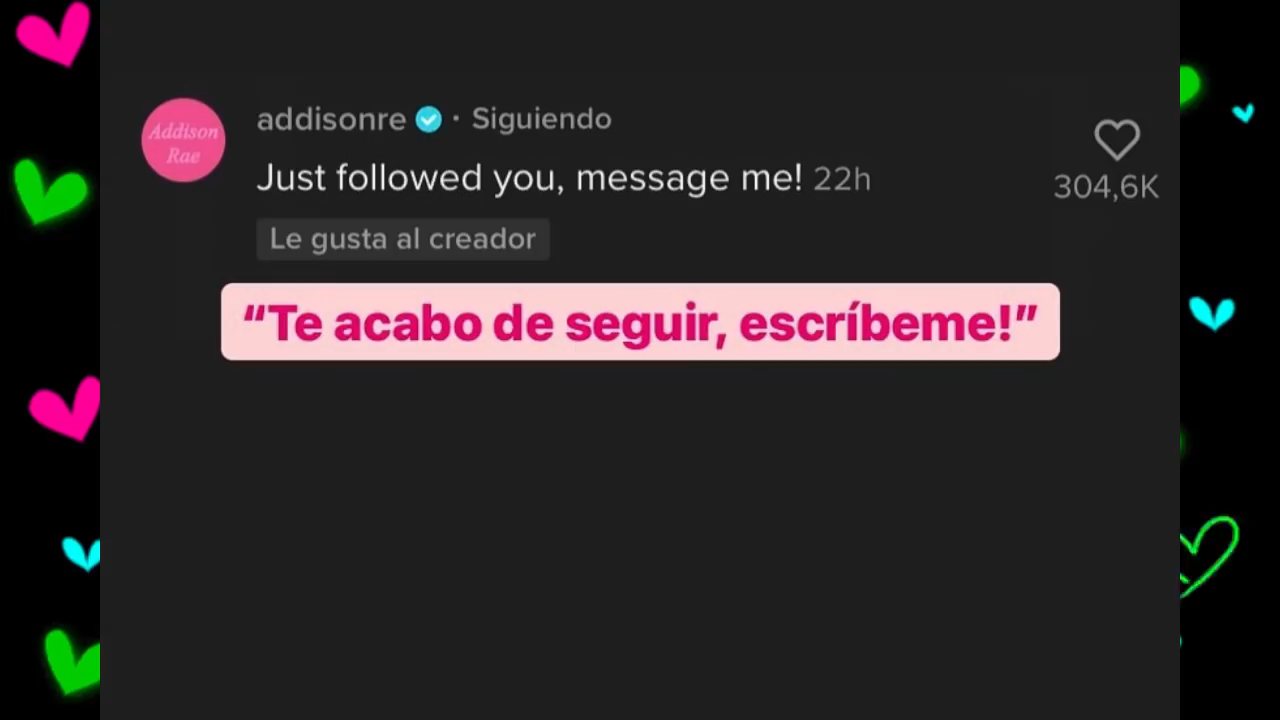 Addison
Rae
addisonre · Siguiendo
Just followed you, message me! 22h
304,6K
Le gusta al creador
“Te acabo de seguir, escríbeme!”